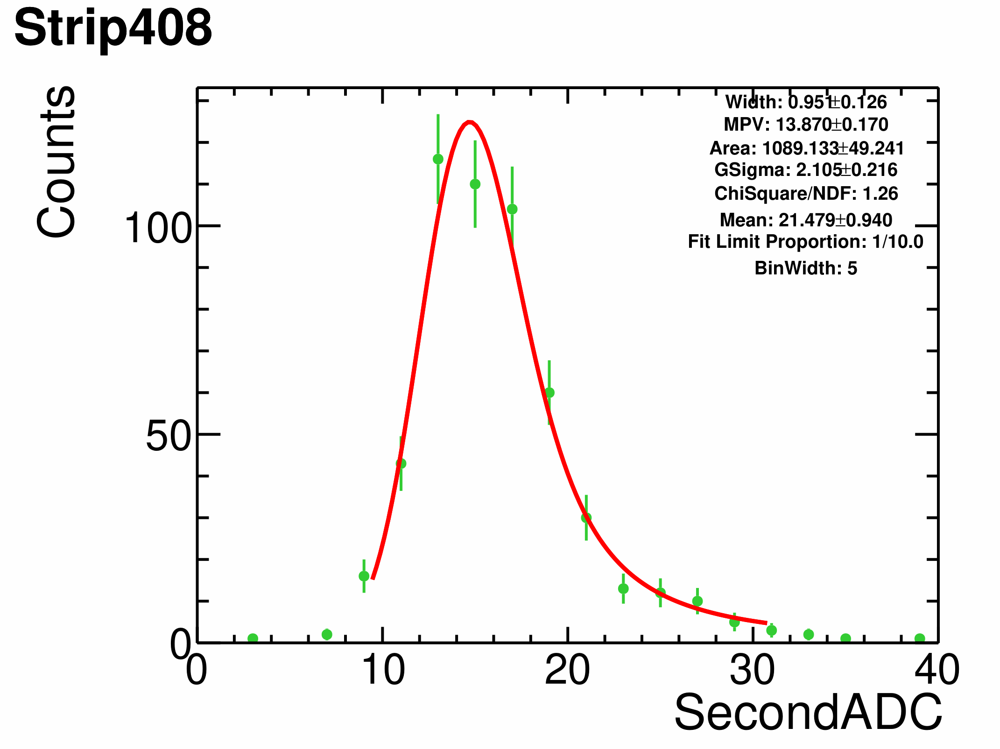 Strip408
Counts
Width: 0.951±0.126
MPV: 13.870±0.170
Area: 1089.133±49.241
GSigma: 2.105±0.216
ChiSquare/NDF: 1.26
Mean: 21.479±0.940
Fit Limit Proportion: 1/10.0
BinWidth: 5
100
50
0
0 10 20 30 40
SecondADC